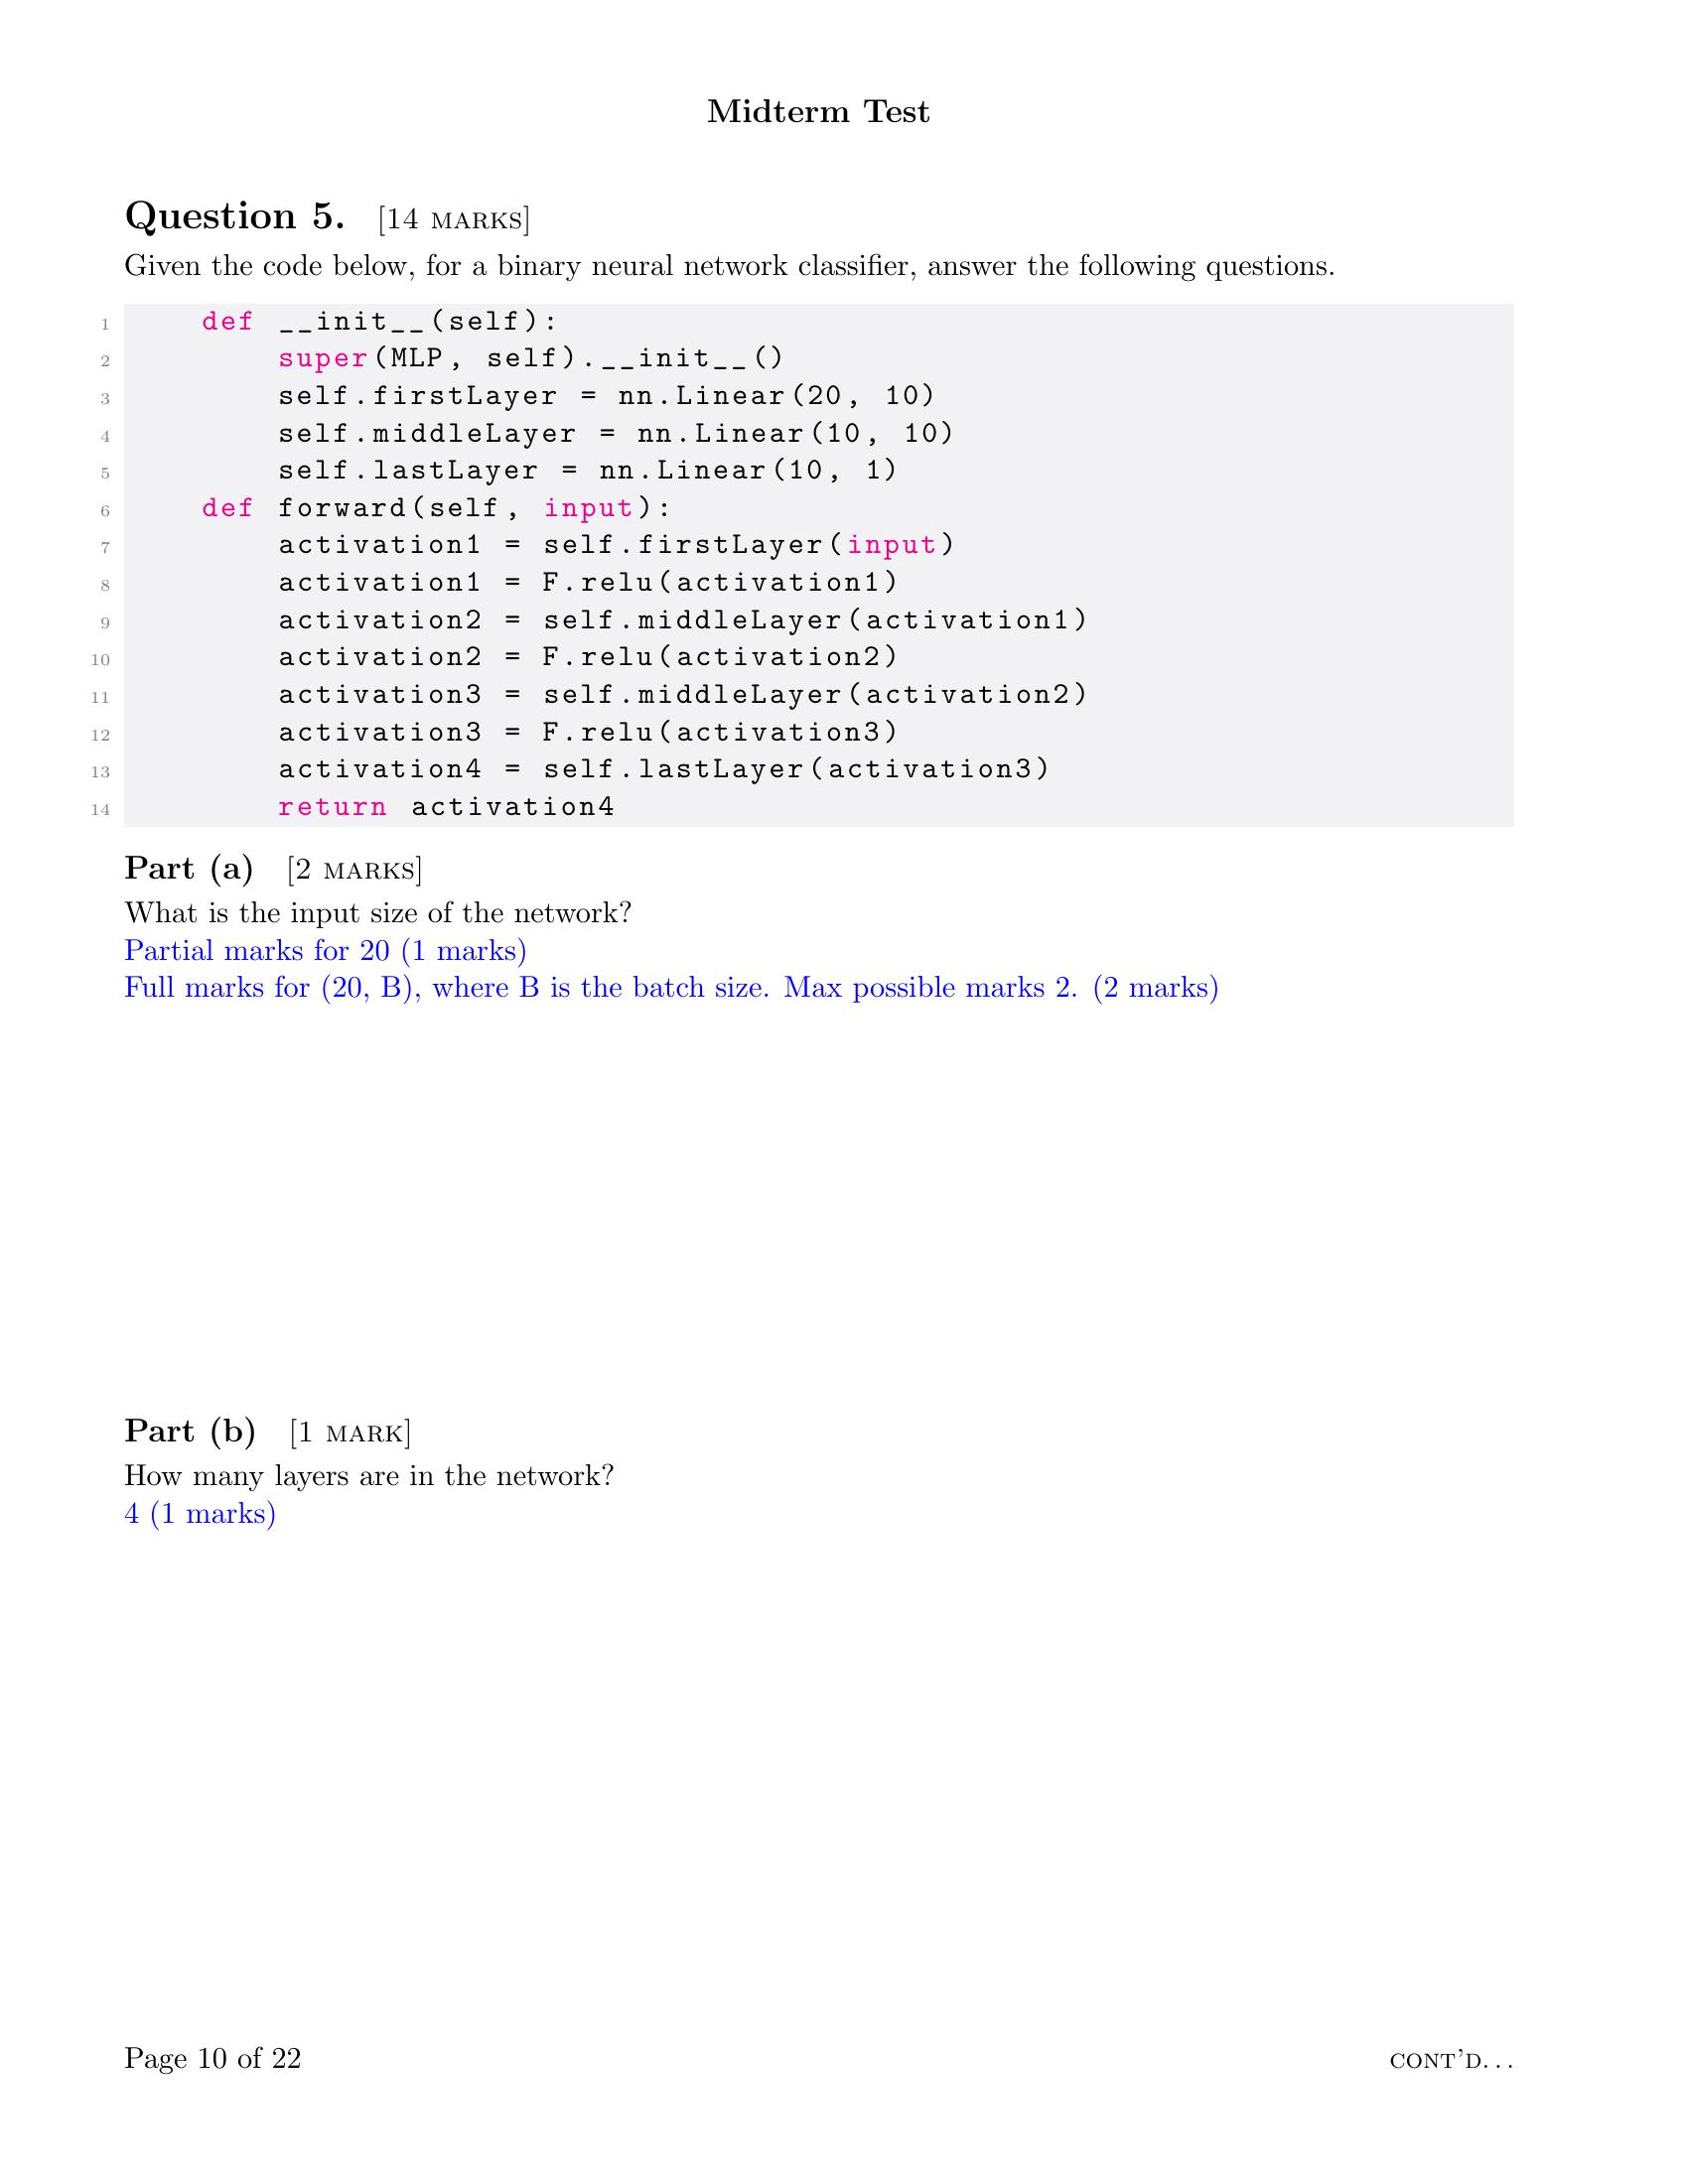 Midterm Test
Question 5. [14 MARKS]
Given the code below, for a binary neural network classifier, answer the following questions.
1 def __init__(self):
2 super(MLP, self).__init__()
3 self.firstLayer = nn.Linear(20, 10)
4 self.middleLayer = nn.Linear(10, 10)
5 self.lastLayer = nn.Linear(10, 1)
6 def forward(self, input):
7 activation1 = self.firstLayer(input)
8 activation1 = F.relu(activation1)
9 activation2 = self.middleLayer(activation1)
10 activation2 = F.relu(activation2)
11 activation3 = self.middleLayer(activation2)
12 activation3 = F.relu(activation3)
13 activation4 = self.lastLayer(activation3)
14 return activation4
Part (a) [2 MARKS]
What is the input size of the network?
Partial marks for 20 (1 marks)
Full marks for (20, B), where B is the batch size. Max possible marks 2. (2 marks)
Part (b) [1 MARK]
How many layers are in the network?
4 (1 marks)
Page 10 of 22 CONT'D...